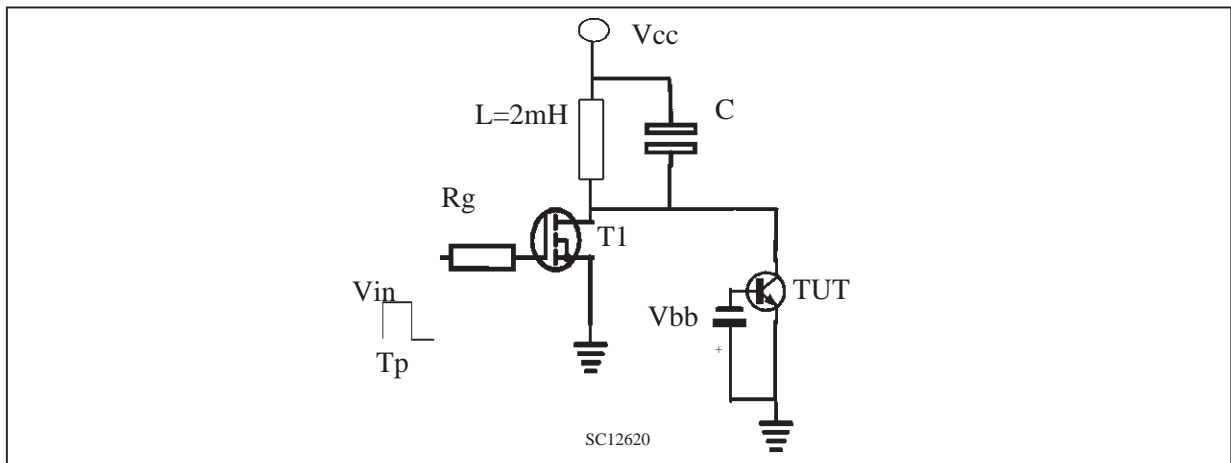 Vcc
L=2mH
C
Rg
T1
Vin
TUT
Vbb
+
Tp
SC12620